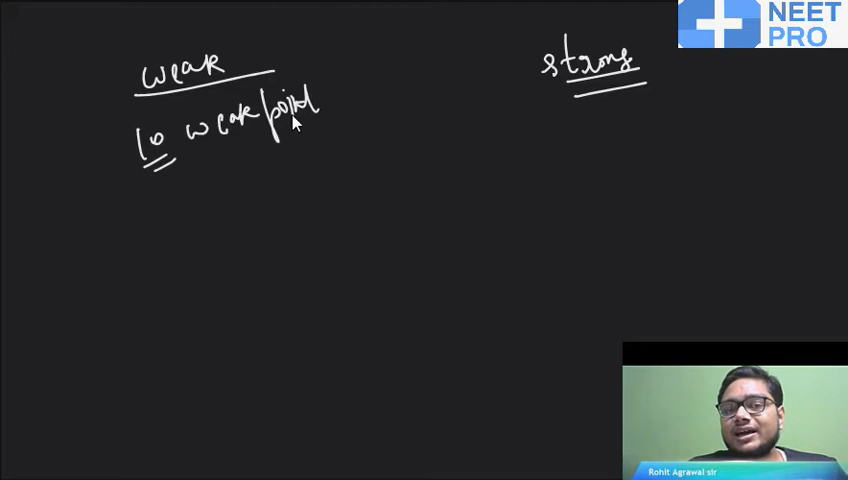 weak
strong
10 weak point
NEET
PRO
Rohit Agrawal sir